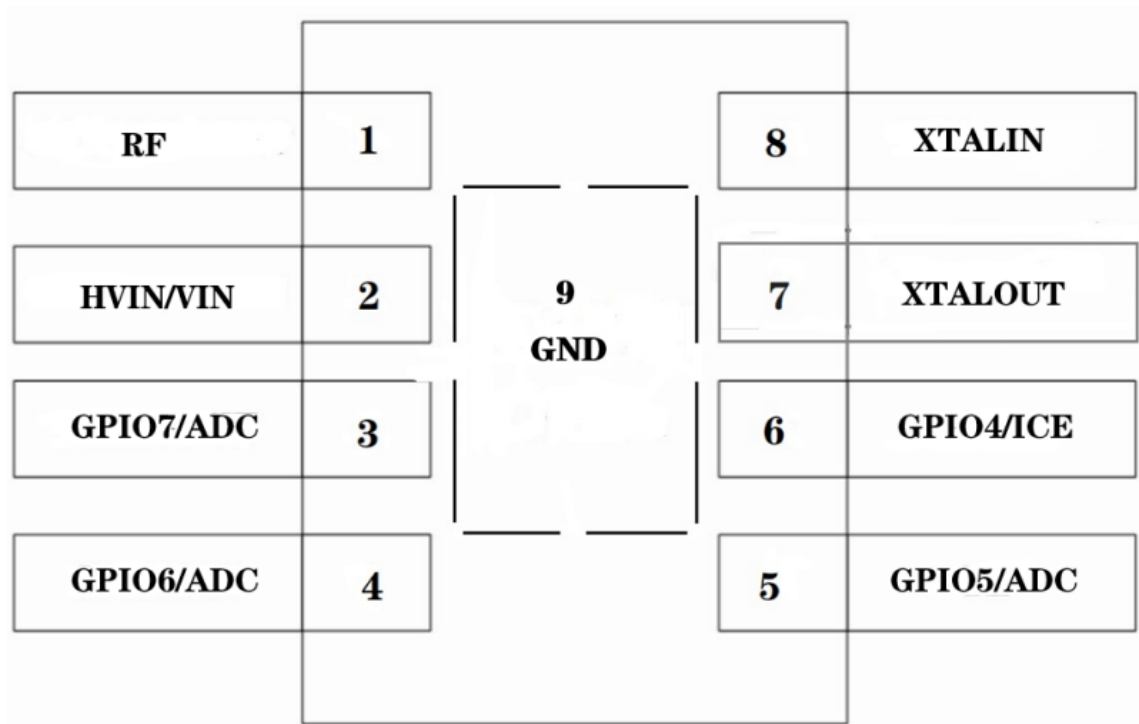 RF 1 8 XTALIN
HVIN/VIN 2 9 7 XTALOUT
GND
GPIO7/ADC 3 6 GPIO4/ICE
GPIO6/ADC 4 5 GPIO5/ADC